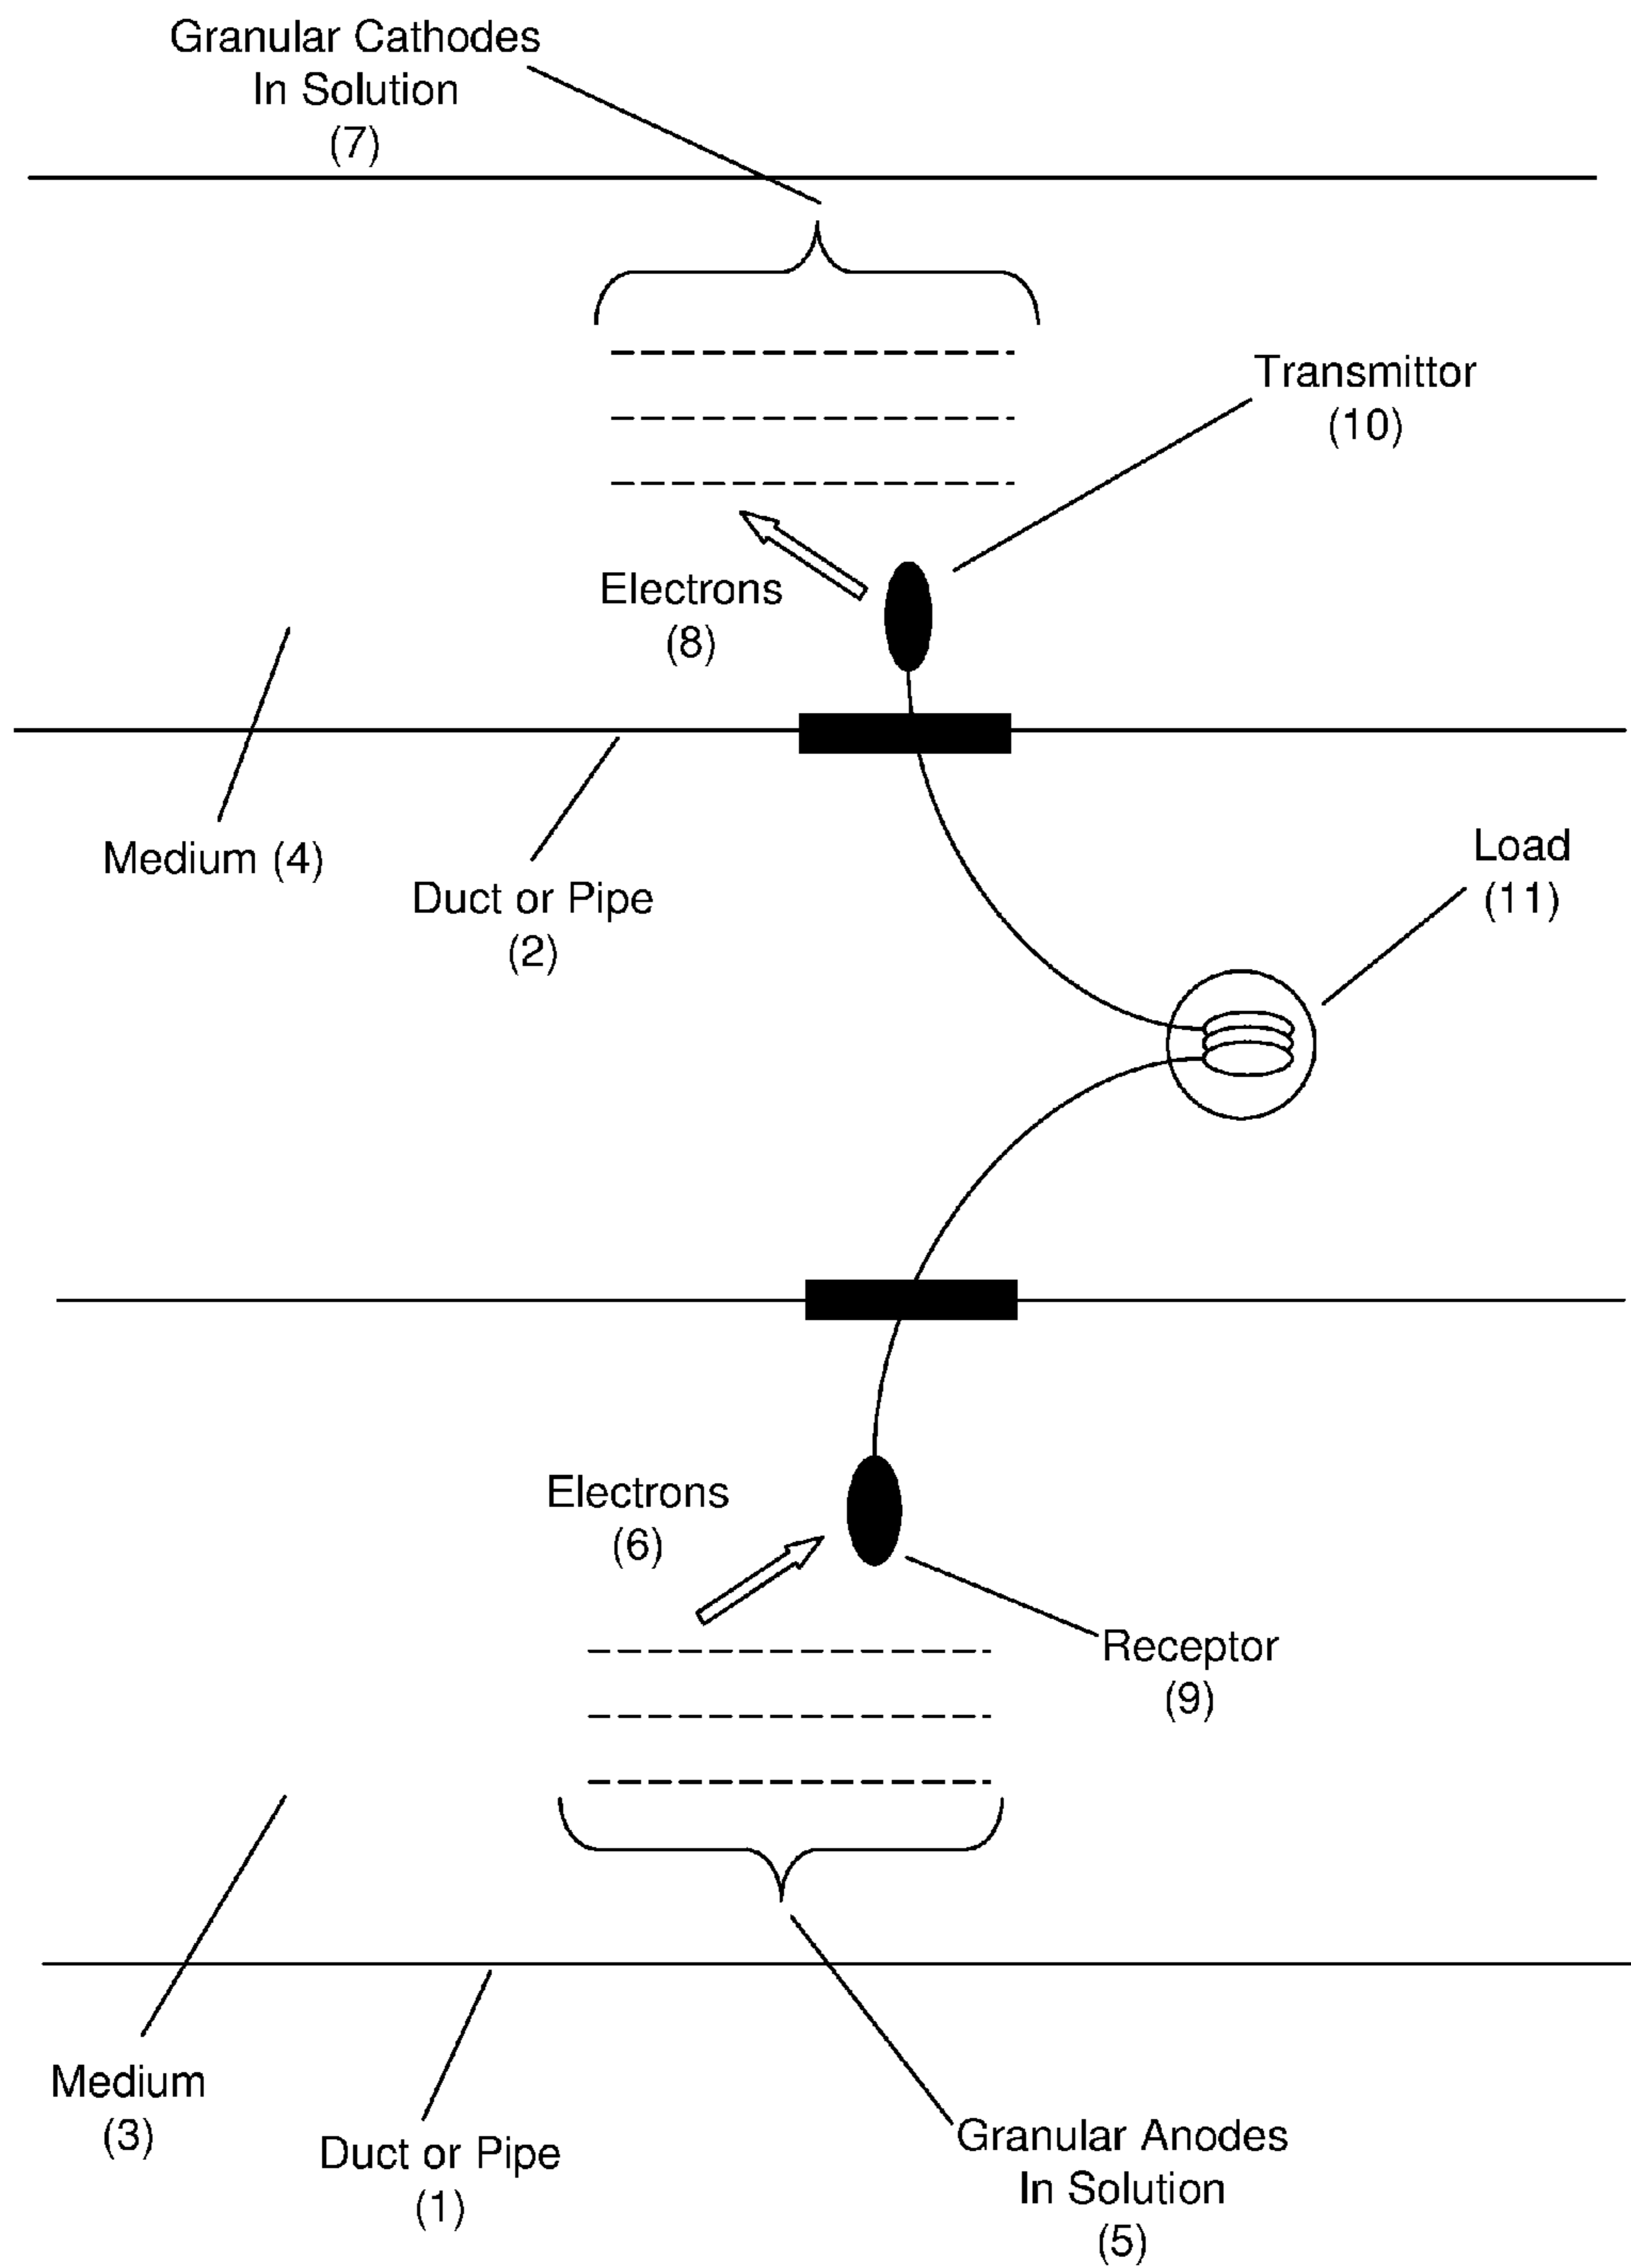 Granular Cathodes
In Solution
(7)
Transmittor
(10)
Electrons
(8)
Medium (4)
Duct or Pipe
(2)
Load
(11)
Electrons
(6)
Receptor
(9)
Medium
(3)
Duct or Pipe
(1)
Granular Anodes
In Solution
(5)